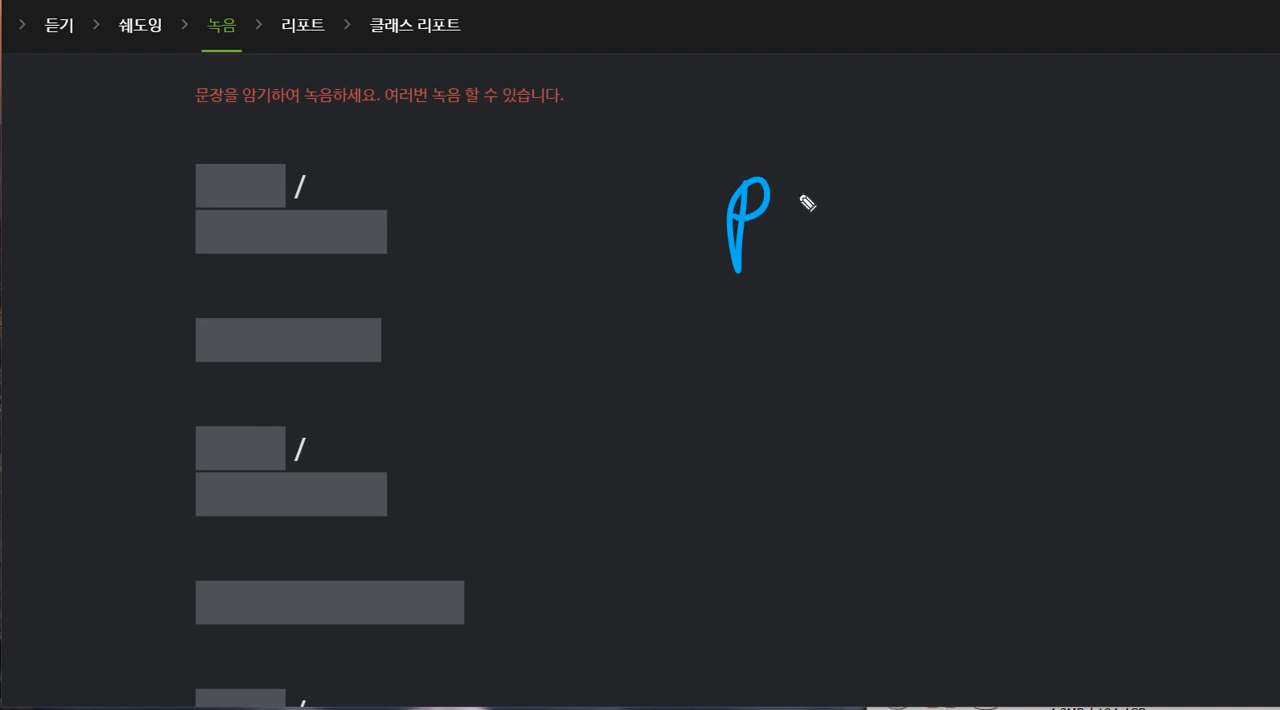 > 듣기 > 쉐도잉 > 녹음 > 리포트 > 클래스 리포트
문장을 암기하여 녹음하세요. 여러번 녹음 할 수 있습니다.
/
P
/
/